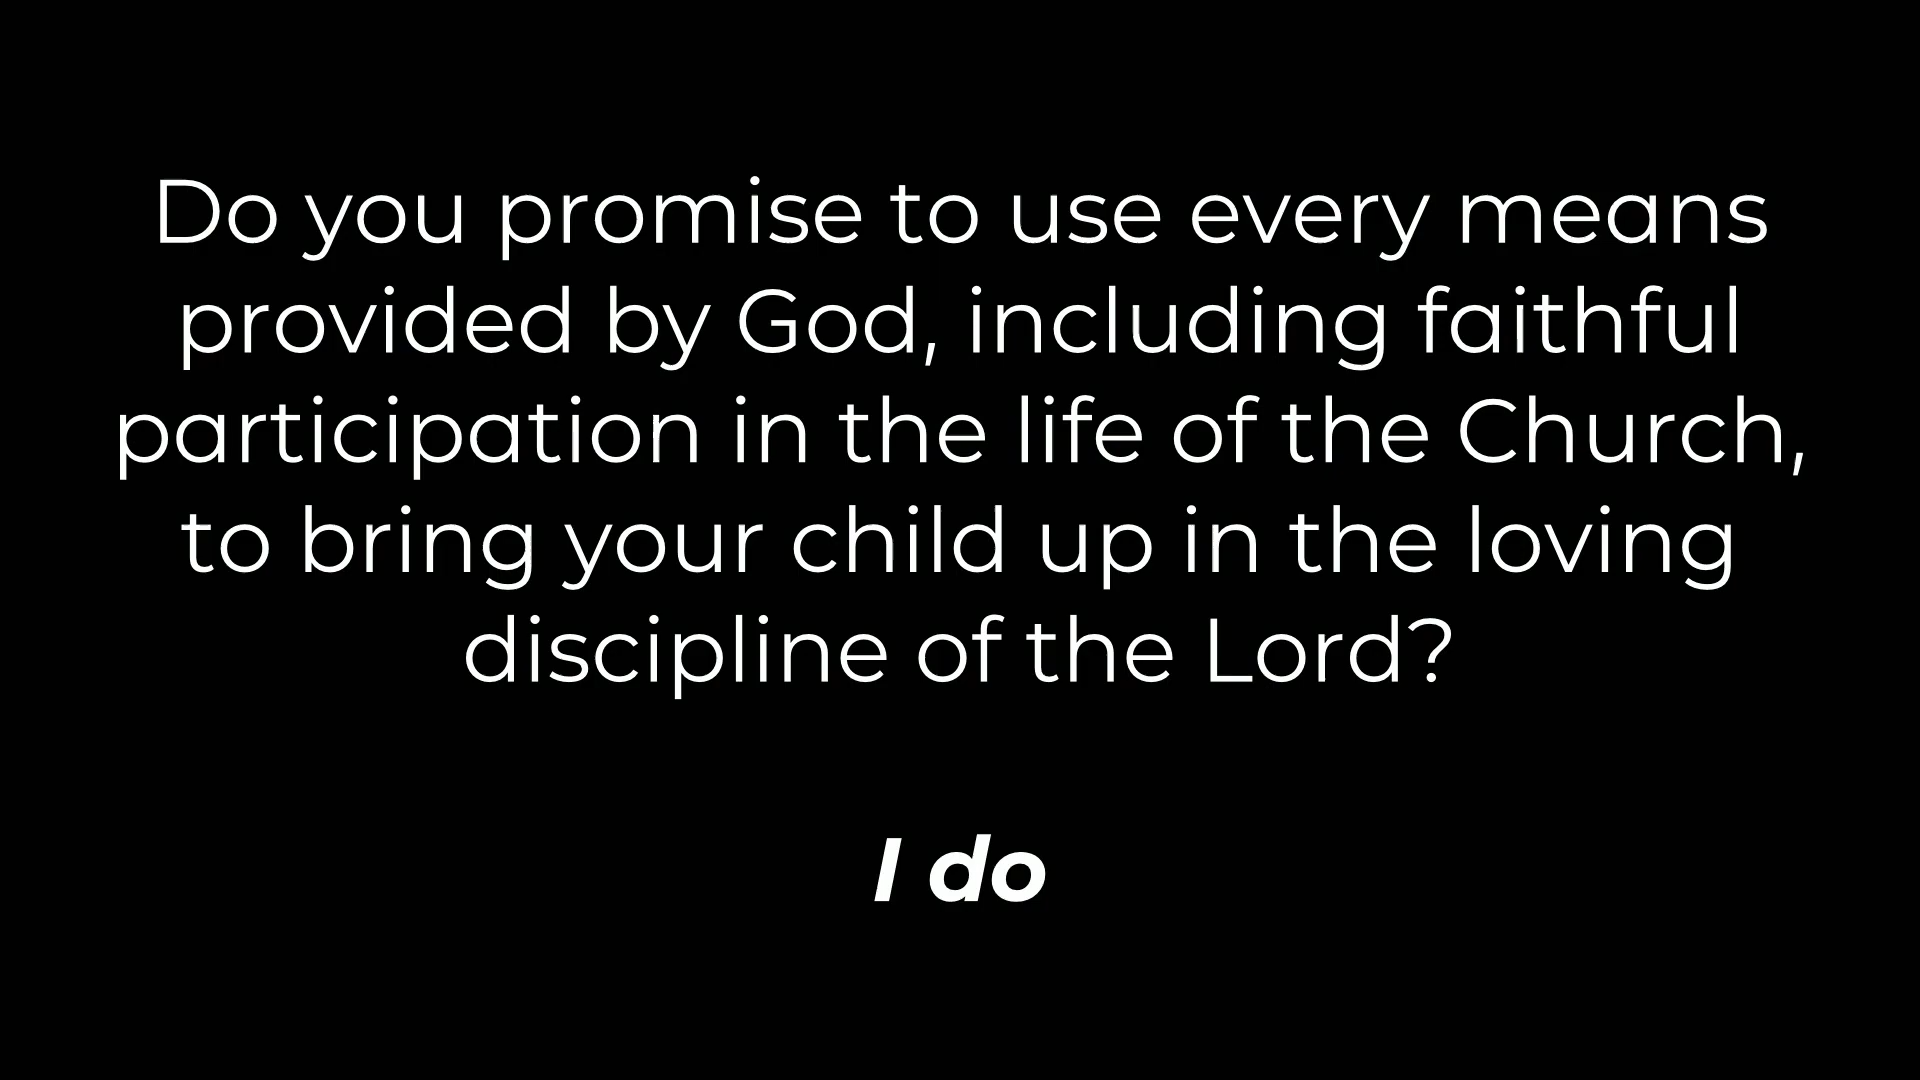 Do you promise to use every means
provided by God, including faithful
participation in the life of the Church,
to bring your child up in the loving
discipline of the Lord?
I do